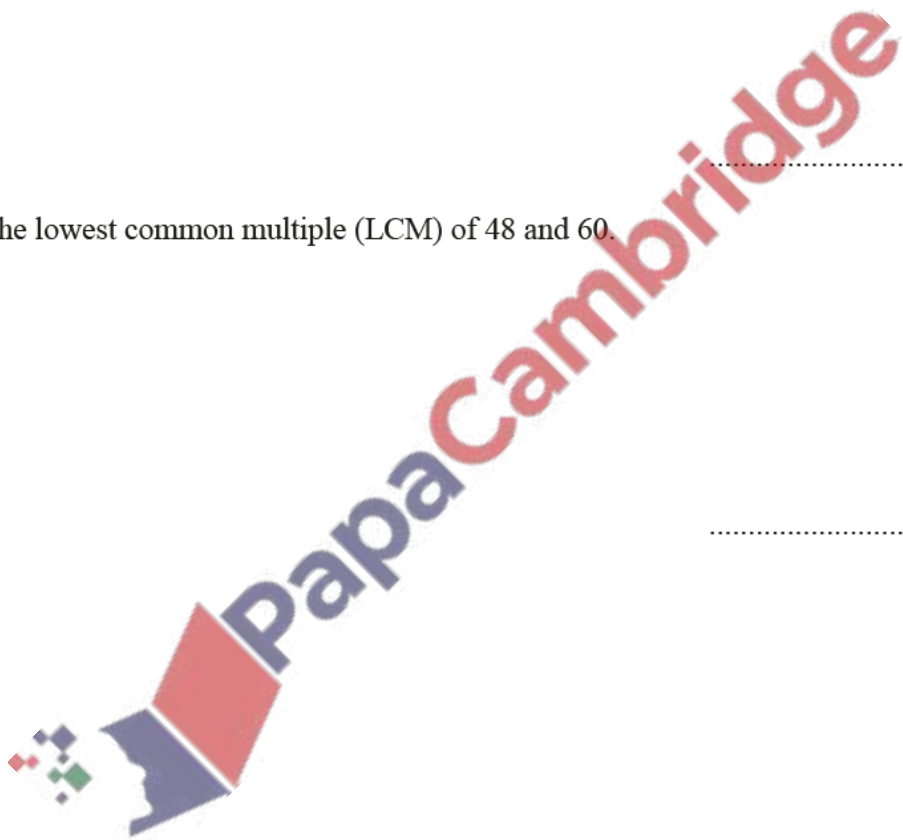 he lowest common multiple (LCM) of 48 and 60.
PapaCambridge